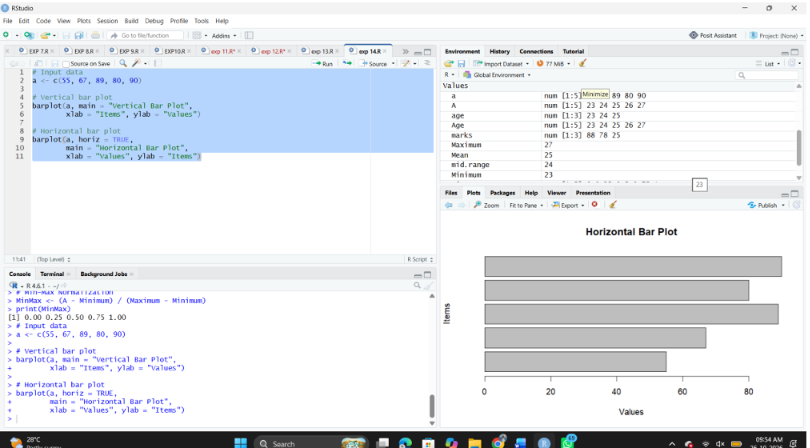 RStudio
File Edit Code View Plots Session Build Debug Profile Tools Help
Go to file/function
Addins
Posit Assistant
Project: (None)
EXP 7.R
EXP 8.R
EXP 9.R
EXP10.R
exp 11.R*
exp 12.R*
exp 13.R
exp 14.R
Source on Save
Run
Source
1 # Input data
2 a <- c(55, 67, 89, 80, 90)
3
4 # Vertical bar plot
5 barplot(a, main = "Vertical Bar Plot",
6 xlab = "Items", ylab = "Values")
7
8 # Horizontal bar plot
9 barplot(a, horiz = TRUE,
10 main = "Horizontal Bar Plot",
11 xlab = "Values", ylab = "Items")
11:41 (Top Level) R Script
Console Terminal Background Jobs
R 4.6.1 · ~/
# Min-Max Normalization
> MinMax <- (A - Minimum) / (Maximum - Minimum)
> print(MinMax)
[1] 0.00 0.25 0.50 0.75 1.00
> # Input data
> a <- c(55, 67, 89, 80, 90)
>
> # Vertical bar plot
> barplot(a, main = "Vertical Bar Plot",
+ xlab = "Items", ylab = "Values")
>
> # Horizontal bar plot
> barplot(a, horiz = TRUE,
+ main = "Horizontal Bar Plot",
+ xlab = "Values", ylab = "Items")
>
Environment History Connections Tutorial
Import Dataset 77 MiB List
R Global Environment
Values
a num [1:5] 89 80 90
Minimize
A num [1:5] 23 24 25 26 27
age num [1:3] 23 24 25
Age num [1:5] 23 24 25 26 27
marks num [1:3] 88 78 25
Maximum 27
Mean 25
mid.range 24
Minimum 23
23
Files Plots Packages Help Viewer Presentation
Zoom Fit to Pane Export Publish
Horizontal Bar Plot
Items
0 20 40 60 80
Values
28°C
Partly sunny
Search
09:54 AM